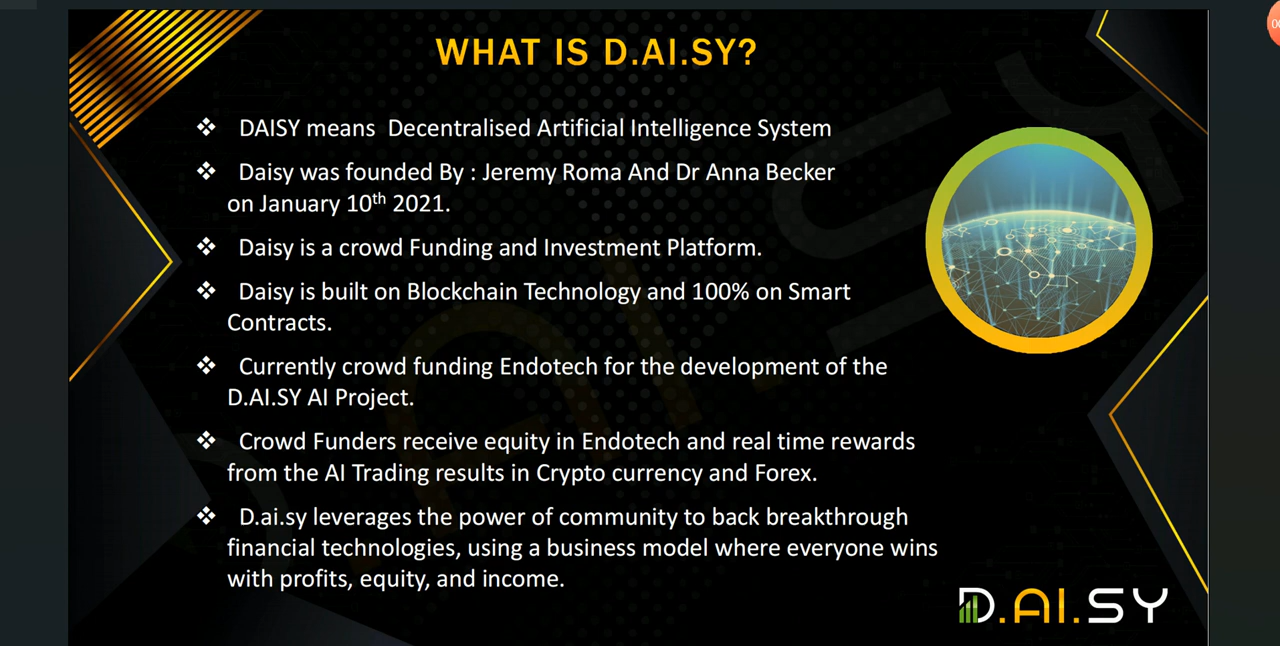 WHAT IS D.AI.SY?
❖ DAISY means Decentralised Artificial Intelligence System
❖ Daisy was founded By : Jeremy Roma And Dr Anna Becker
on January 10th 2021.
❖ Daisy is a crowd Funding and Investment Platform.
❖ Daisy is built on Blockchain Technology and 100% on Smart
Contracts.
❖ Currently crowd funding Endotech for the development of the
D.AI.SY AI Project.
❖ Crowd Funders receive equity in Endotech and real time rewards
from the AI Trading results in Crypto currency and Forex.
❖ D.ai.sy leverages the power of community to back breakthrough
financial technologies, using a business model where everyone wins
with profits, equity, and income.
D.AI.SY